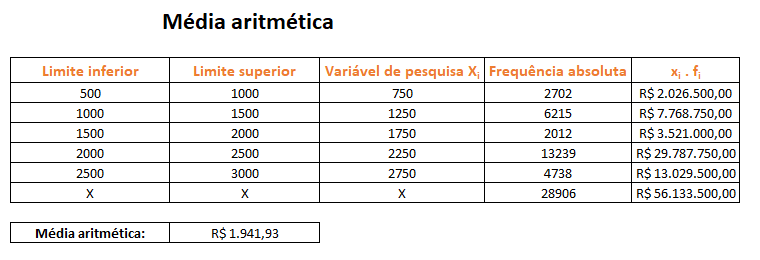 Média aritmética
Limite inferior Limite superior Variável de pesquisa Xi Frequência absoluta xi . fi
500 1000 750 2702 R$ 2.026.500,00
1000 1500 1250 6215 R$ 7.768.750,00
1500 2000 1750 2012 R$ 3.521.000,00
2000 2500 2250 13239 R$ 29.787.750,00
2500 3000 2750 4738 R$ 13.029.500,00
X X X 28906 R$ 56.133.500,00
Média aritmética: R$ 1.941,93